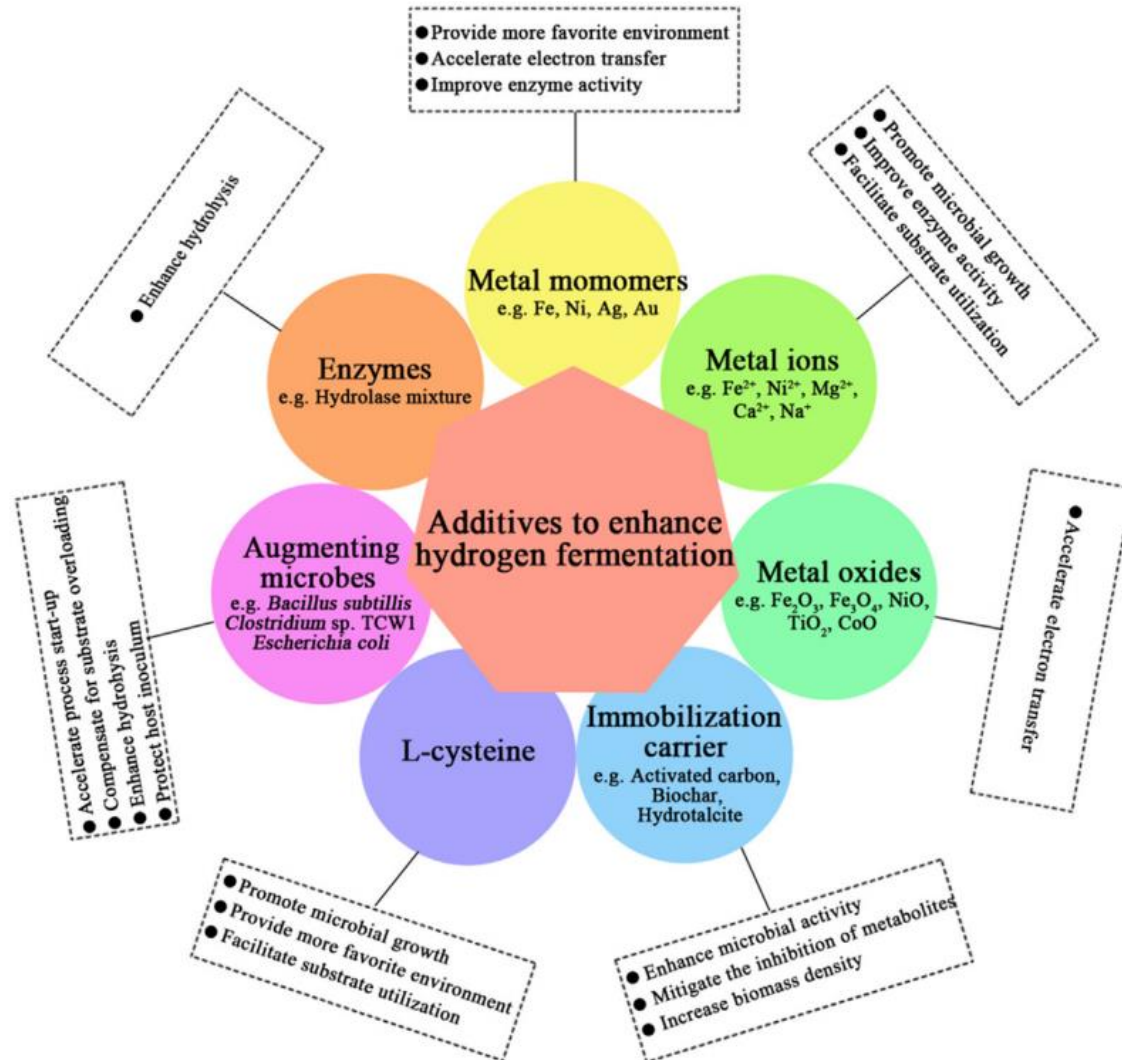 ● Provide more favorite environment
● Accelerate electron transfer
● Improve enzyme activity
● Promote microbial growth
● Improve enzyme activity
● Facilitate substrate utilization
● Enhance hydrohysis
Metal momomers
e.g. Fe, Ni, Ag, Au
Metal ions
e.g. Fe²⁺, Ni²⁺, Mg²⁺,
Ca²⁺, Na⁺
Enzymes
e.g. Hydrolase mixture
Additives to enhance
hydrogen fermentation
Augmenting
microbes
e.g. Bacillus subtillis
Clostridium sp. TCW1
Escherichia coli
Metal oxides
e.g. Fe₂O₃, Fe₃O₄, NiO,
TiO₂, CoO
● Accelerate electron transfer
● Accelerate process start-up
● Compensate for substrate overloading
● Enhance hydrolysis
● Protect host inoculum
L-cysteine
Immobilization
carrier
e.g. Activated carbon,
Biochar,
Hydrotalcite
● Promote microbial growth
● Provide more favorite environment
● Facilitate substrate utilization
● Enhance microbial activity
● Mitigate the inhibition of metabolites
● Increase biomass density